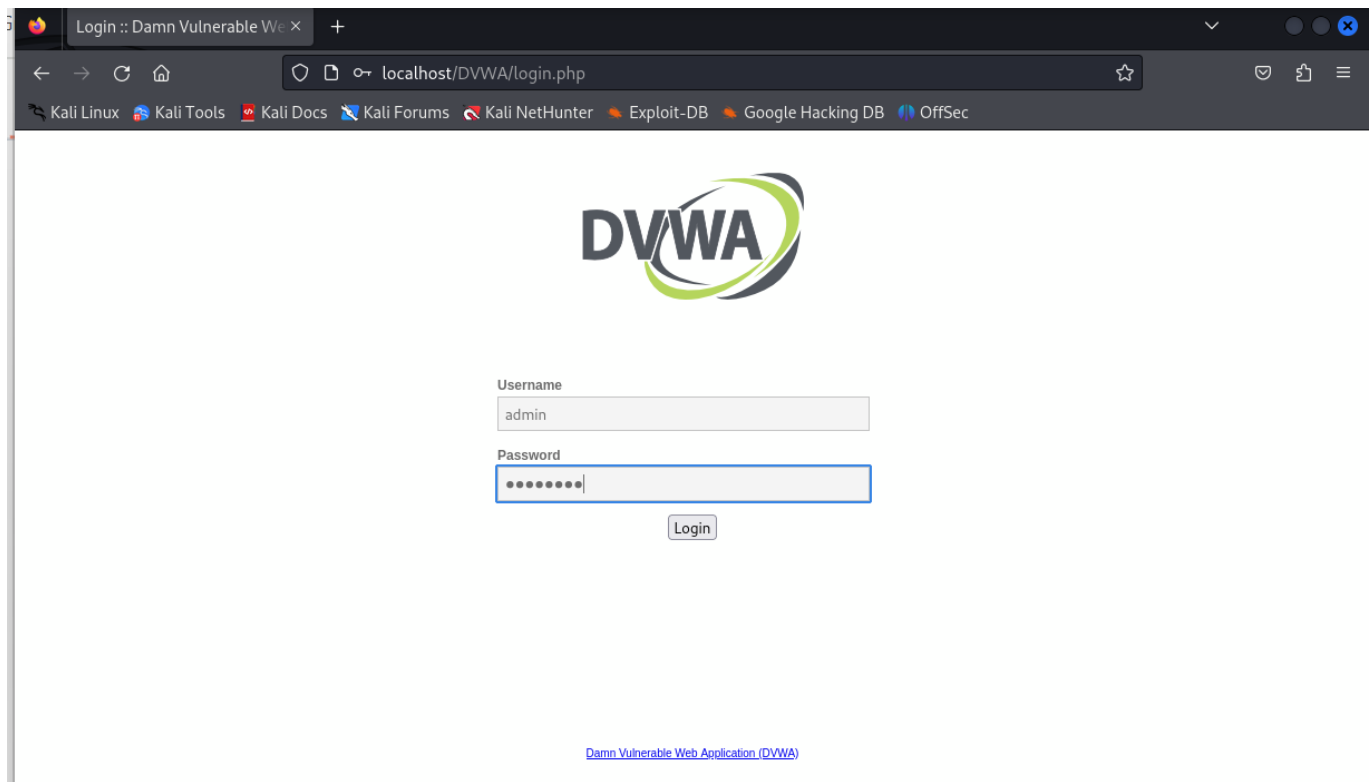 Login :: Damn Vulnerable We
localhost/DVWA/login.php
Kali Linux Kali Tools Kali Docs Kali Forums Kali NetHunter Exploit-DB Google Hacking DB OffSec
DVWA
Username
admin
Password
••••••••
Login
Damn Vulnerable Web Application (DVWA)